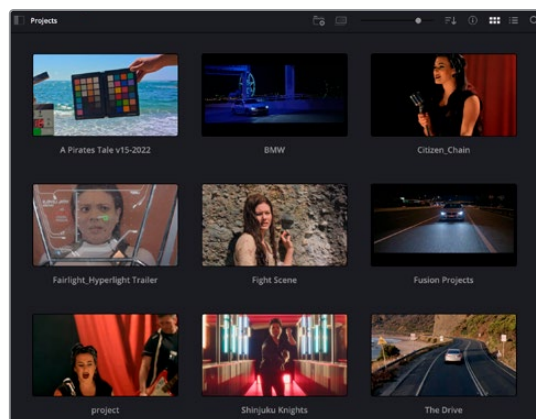 Projects
A Pirates Tale v15-2022
BMW
Citizen_Chain
Fairlight_Hyperlight Trailer
Fight Scene
Fusion Projects
project
Shinjuku Knights
The Drive